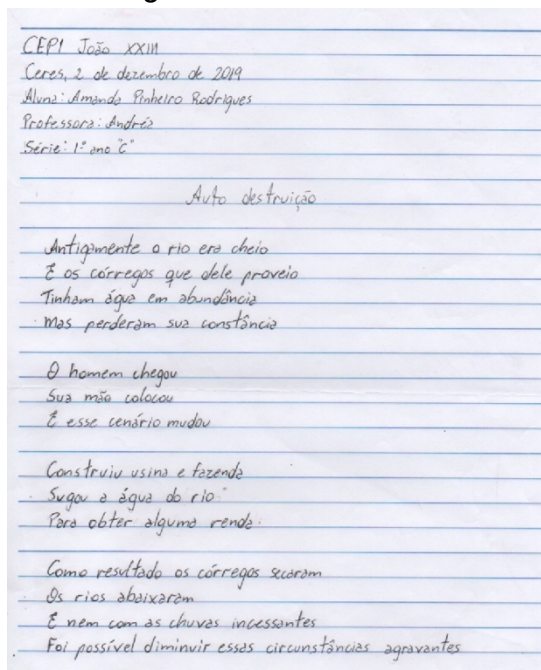 CEPI João XXIII
Ceres, 2 de dezembro de 2019
Aluna: Amanda Pinheiro Rodrigues
Professora: Andréa
Série: 1º ano "C"
Auto destruição
Antigamente o rio era cheio
E os córregos que dele proveio
Tinham água em abundância
Mas perderam sua constância
O homem chegou
Sua mão colocou
E esse cenário mudou
Construiu usina e fazenda
Sugou a água do rio
Para obter alguma renda.
Como resultado os córregos secaram
Os rios abaixaram
E nem com as chuvas incessantes
Foi possível diminuir essas circunstâncias agravantes